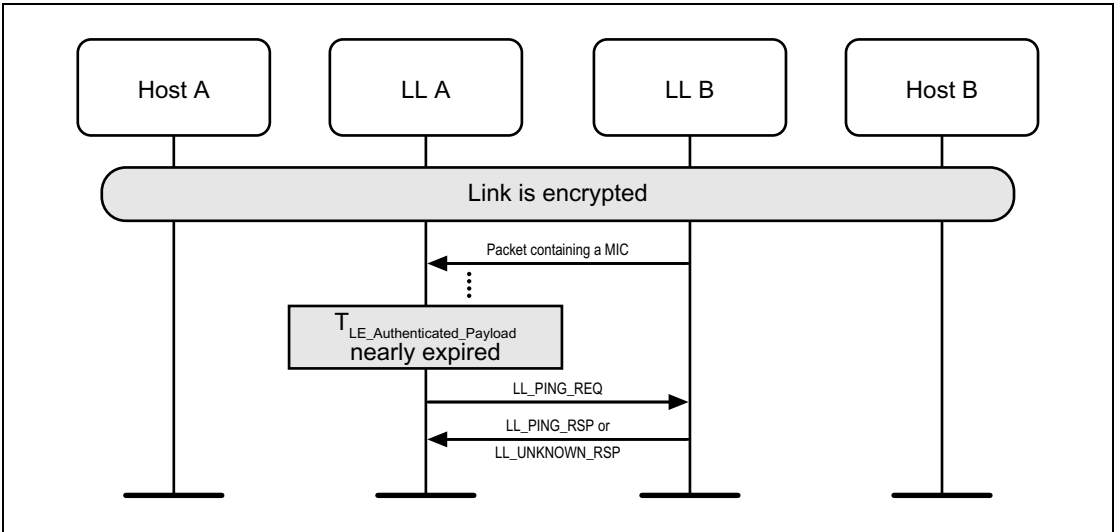 Host A
LL A
LL B
Host B
Link is encrypted
Packet containing a MIC
TLE_Authenticated_Payload
nearly expired
LL_PING_REQ
LL_PING_RSP or
LL_UNKNOWN_RSP